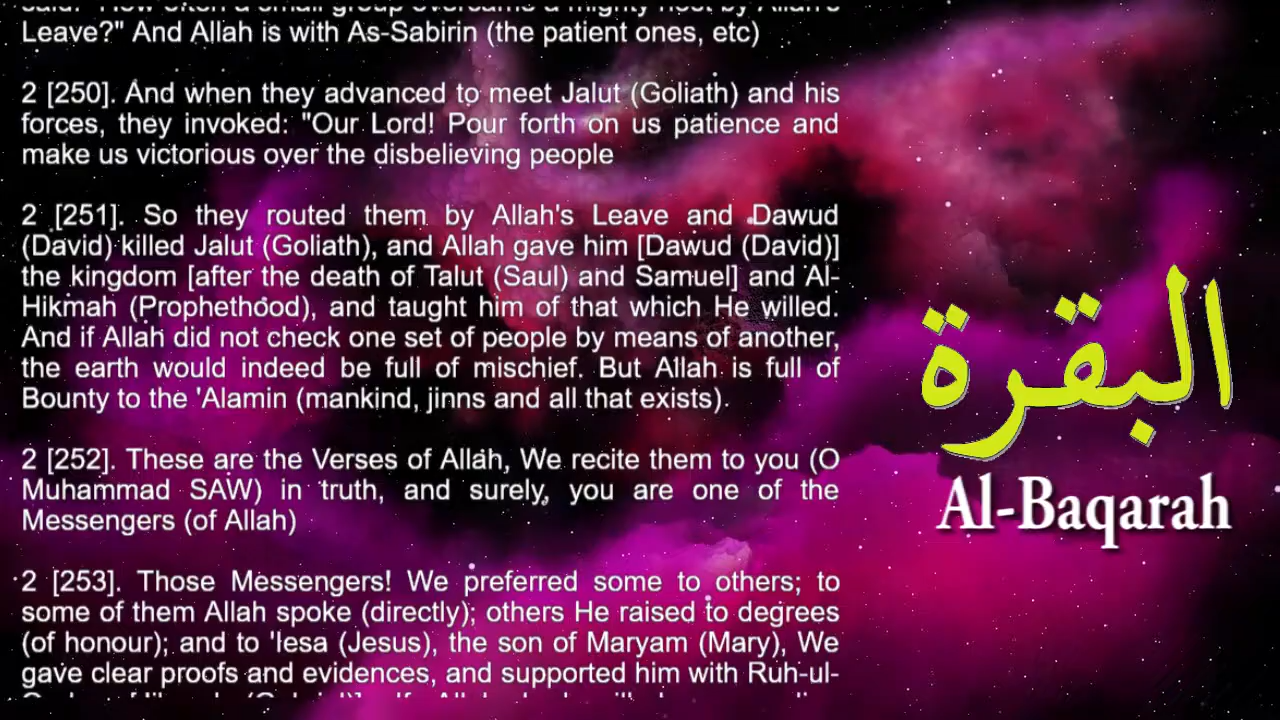 said: "How often a small group overcame a mighty host by Allah's
Leave?" And Allah is with As-Sabirin (the patient ones, etc)
2 [250]. And when they advanced to meet Jalut (Goliath) and his
forces, they invoked: "Our Lord! Pour forth on us patience and
make us victorious over the disbelieving people
2 [251]. So they routed them by Allah's Leave and Dawud
(David) killed Jalut (Goliath), and Allah gave him [Dawud (David)]
the kingdom [after the death of Talut (Saul) and Samuel] and Al-
Hikmah (Prophethood), and taught him of that which He willed.
And if Allah did not check one set of people by means of another,
the earth would indeed be full of mischief. But Allah is full of
Bounty to the 'Alamin (mankind, jinns and all that exists).
2 [252]. These are the Verses of Allah, We recite them to you (O
Muhammad SAW) in truth, and surely, you are one of the
Messengers (of Allah)
2 [253]. Those Messengers! We preferred some to others; to
some of them Allah spoke (directly); others He raised to degrees
(of honour); and to 'Iesa (Jesus), the son of Maryam (Mary), We
gave clear proofs and evidences, and supported him with Ruh-ul-
البقرة
Al-Baqarah